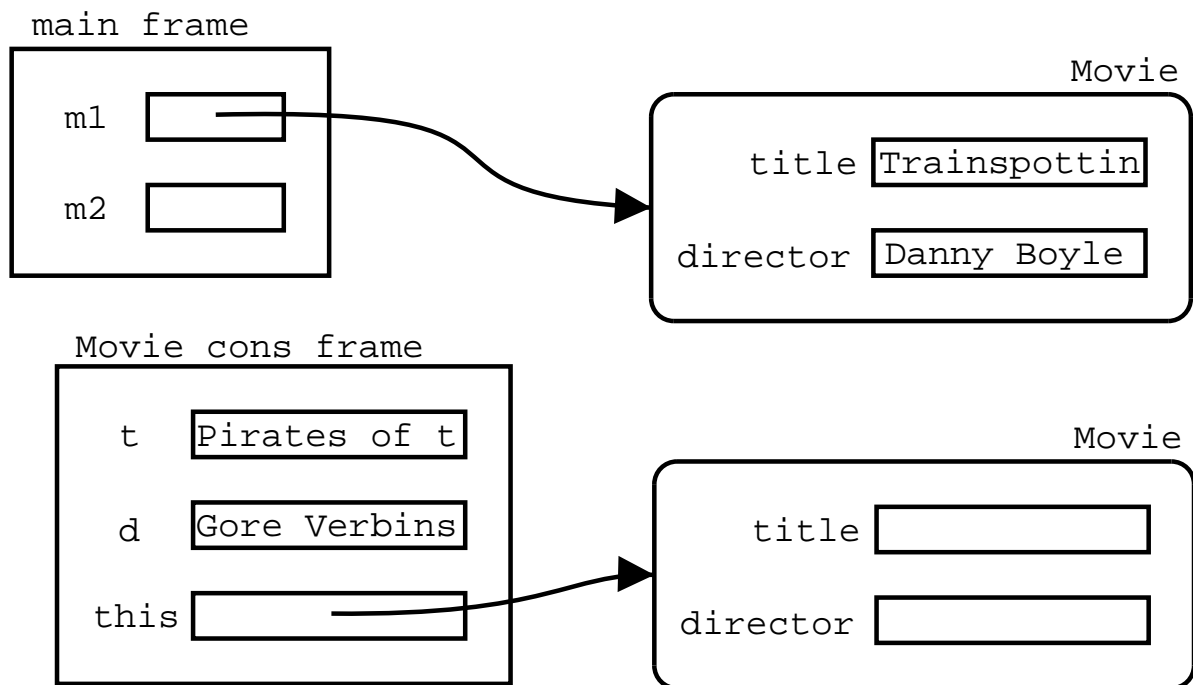 main frame
Movie
m1
title Trainspottin
m2
director Danny Boyle
Movie cons frame
t Pirates of t
Movie
d Gore Verbins
title
this
director